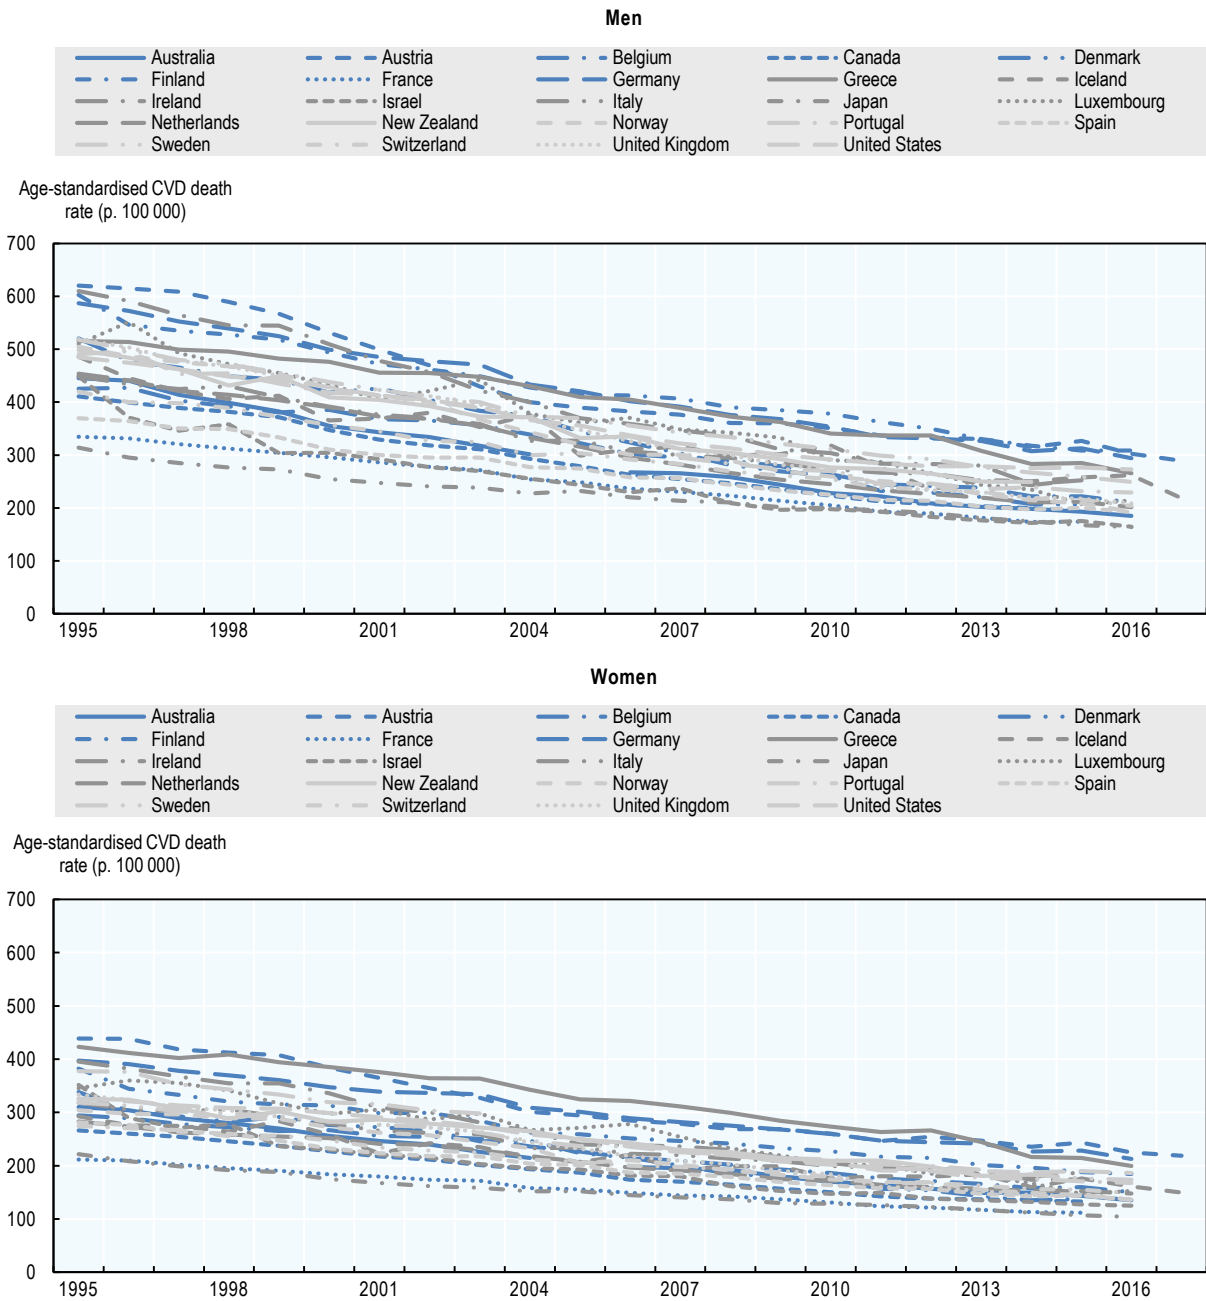 Men
Australia Austria Belgium Canada Denmark
Finland France Germany Greece Iceland
Ireland Israel Italy Japan Luxembourg
Netherlands New Zealand Norway Portugal Spain
Sweden Switzerland United Kingdom United States
Age-standardised CVD death
rate (p. 100 000)
700
600
500
400
300
200
100
0
1995 1998 2001 2004 2007 2010 2013 2016
Women
Australia Austria Belgium Canada Denmark
Finland France Germany Greece Iceland
Ireland Israel Italy Japan Luxembourg
Netherlands New Zealand Norway Portugal Spain
Sweden Switzerland United Kingdom United States
Age-standardised CVD death
rate (p. 100 000)
700
600
500
400
300
200
100
0
1995 1998 2001 2004 2007 2010 2013 2016